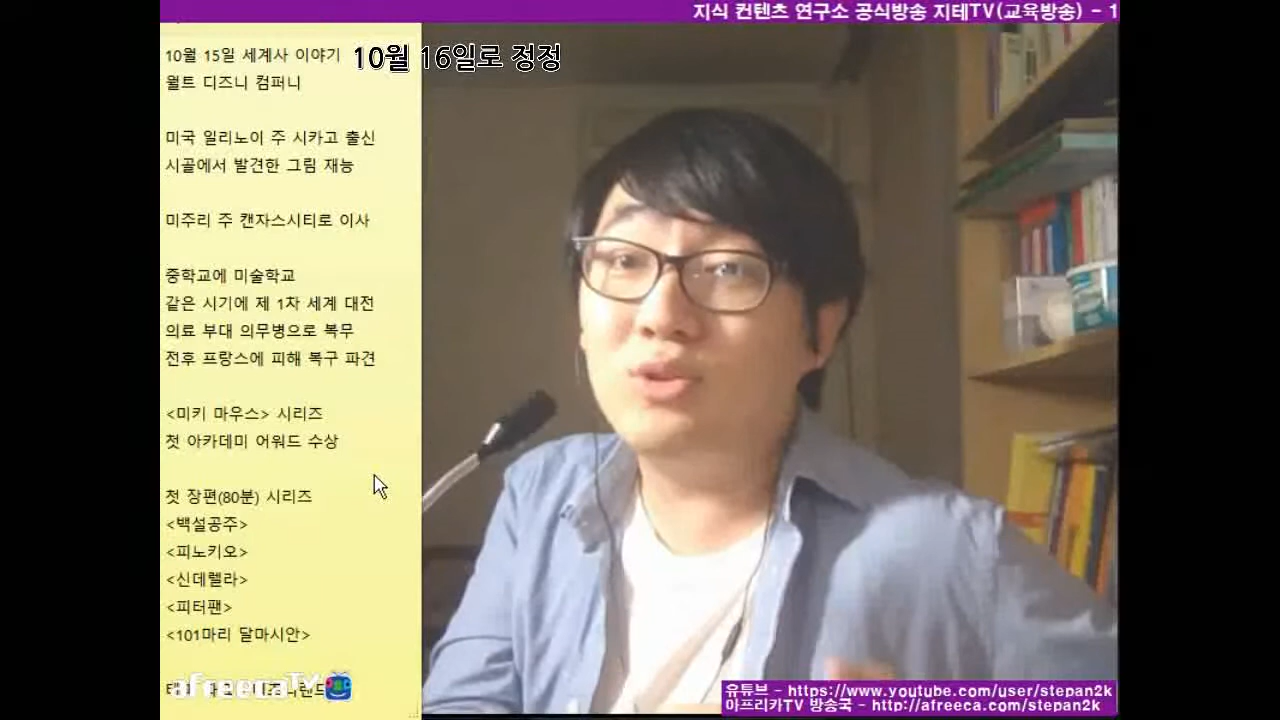 지식 컨텐츠 연구소 공식방송 지테TV(교육방송) - 1
10월 15일 세계사 이야기
10월 16일로 정정
월트 디즈니 컴퍼니
미국 일리노이 주 시카고 출신
시골에서 발견한 그림 재능
미주리 주 캔자스시티로 이사
중학교에 미술학교
같은 시기에 제 1차 세계 대전
의료 부대 의무병으로 복무
전후 프랑스에 피해 복구 파견
<미키 마우스> 시리즈
첫 아카데미 어워드 수상
첫 장편(80분) 시리즈
<백설공주>
<피노키오>
<신데렐라>
<피터팬>
<101마리 달마시안>
afreecaTV
유튜브 - https://www.youtube.com/user/stepan2k
아프리카TV 방송국 - http://afreeca.com/stepan2k